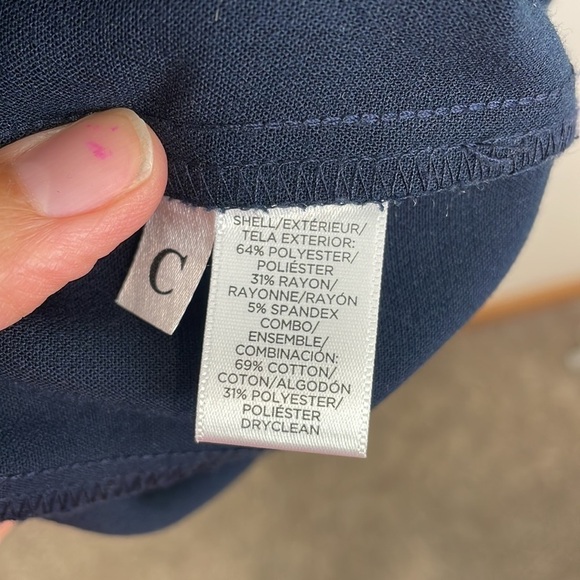 C
SHELL/EXTÉRIEUR/
TELA EXTERIOR:
64% POLYESTER/
POLIÉSTER
31% RAYON/
RAYONNE/RAYÓN
5% SPANDEX
COMBO/
ENSEMBLE/
COMBINACIÓN:
69% COTTON/
COTON/ALGODÓN
31% POLYESTER/
POLIÉSTER
DRYCLEAN